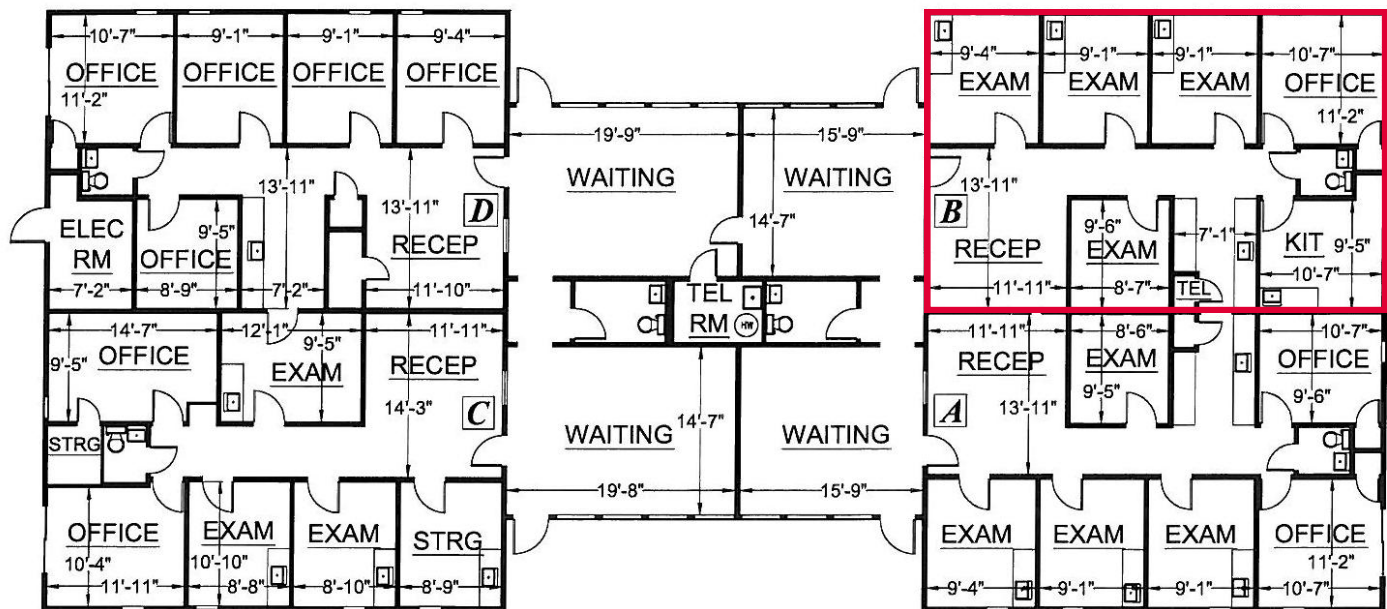 10'-7" 9'-1" 9'-1" 9'-4"
OFFICE OFFICE OFFICE OFFICE
11'-2"
13'-11"
13'-11"
D
ELEC
RM
9'-5"
OFFICE
RECEP
7'-2" 8'-9" 7'-2" 11'-10"
19'-9" 15'-9"
WAITING WAITING
14'-7"
TEL
RM
HW
9'-4" 9'-1" 9'-1" 10'-7"
EXAM EXAM EXAM OFFICE
11'-2"
13'-11"
B
9'-6"
RECEP EXAM
7'-1"
KIT
9'-5"
10'-7"
TEL
11'-11" 8'-7"
14'-7" 12'-1" 11'-11"
OFFICE
9'-5"
9'-5"
EXAM
RECEP
14'-3"
C
STRG
OFFICE EXAM EXAM STRG
10'-4" 10'-10"
11'-11" 8'-8" 8'-10" 8'-9"
14'-7"
WAITING WAITING
19'-8" 15'-9"
11'-11" 8'-6" 10'-7"
RECEP EXAM OFFICE
9'-5" 9'-6"
A
13'-11"
EXAM EXAM EXAM OFFICE
11'-2"
9'-4" 9'-1" 9'-1" 10'-7"